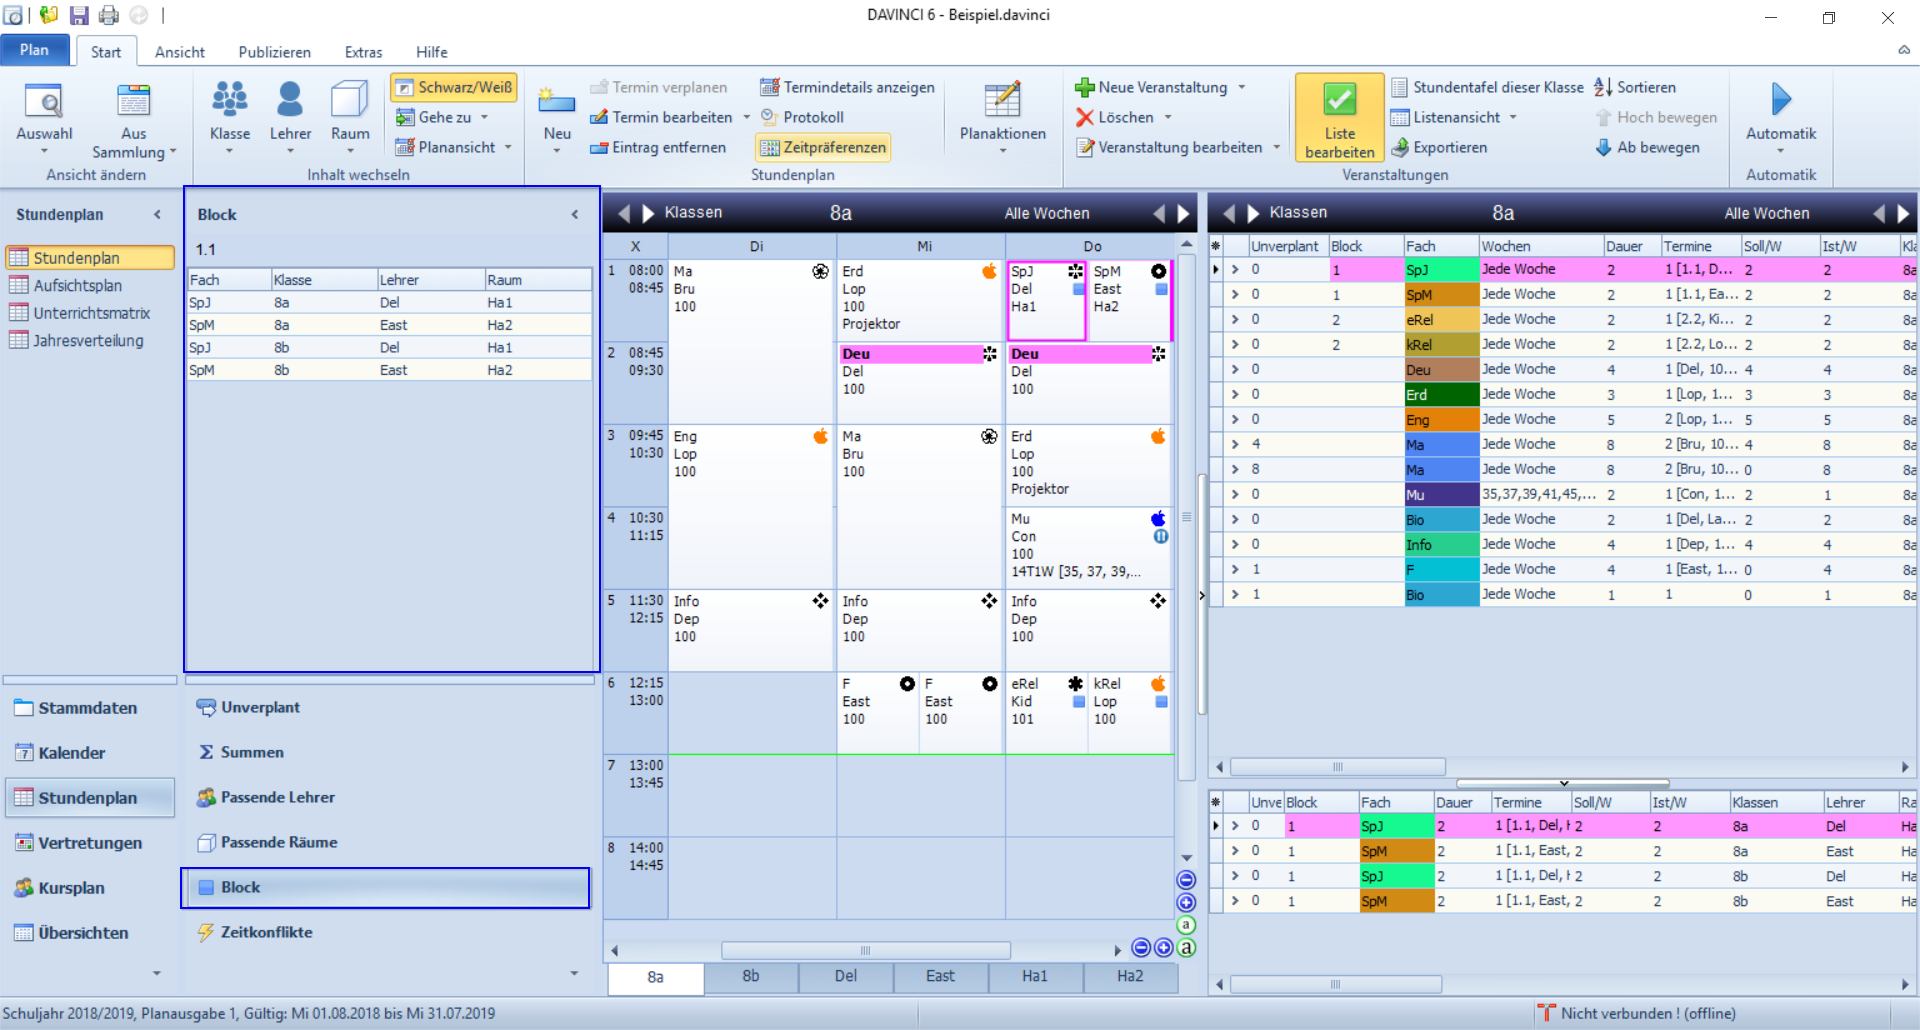 DAVINCI 6 - Beispiel.davinci
Plan Start Ansicht Publizieren Extras Hilfe
Auswahl
Aus Sammlung
Ansicht ändern
Klasse Lehrer Raum
Schwarz/Weiß
Gehe zu
Planansicht
Inhalt wechseln
Neu
Termin verplanen
Termin bearbeiten
Eintrag entfernen
Termindetails anzeigen
Protokoll
Zeitpräferenzen
Stundenplan
Planaktionen
Neue Veranstaltung
Löschen
Veranstaltung bearbeiten
Liste bearbeiten
Stundentafel dieser Klasse
Listenansicht
Exportieren
Sortieren
Hoch bewegen
Ab bewegen
Veranstaltungen
Automatik
Automatik
Stundenplan
Stundenplan
Aufsichtsplan
Unterrichtsmatrix
Jahresverteilung
Stammdaten
Kalender
Stundenplan
Vertretungen
Kursplan
Übersichten
Block
1.1
Fach Klasse Lehrer Raum
SpJ 8a Del Ha1
SpM 8a East Ha2
SpJ 8b Del Ha1
SpM 8b East Ha2
Unverplant
Summen
Passende Lehrer
Passende Räume
Block
Zeitkonflikte
Klassen 8a Alle Wochen
X Di Mi Do
1 08:00 Ma Erd SpJ SpM
08:45 Bru Lop Del East
100 100 Ha1 Ha2
Projektor
2 08:45 Deu Deu
09:30 Del Del
100 100
3 09:45 Eng Ma Erd
10:30 Lop Bru Lop
100 100 100
Projektor
4 10:30 Mu
11:15 Con
100
14T1W [35, 37, 39,...
5 11:30 Info Info Info
12:15 Dep Dep Dep
100 100 100
6 12:15 F F eRel kRel
13:00 East East Kid Lop
100 100 101 100
7 13:00
13:45
8 14:00
14:45
a
a
8a 8b Del East Ha1 Ha2
Klassen 8a Alle Wochen
Unverplant Block Fach Wochen Dauer Termine Soll/W Ist/W Kla
0 1 SpJ Jede Woche 2 1 [1.1, D... 2 2 8a
0 1 SpM Jede Woche 2 1 [1.1, Ea... 2 2 8a
0 2 eRel Jede Woche 2 1 [2.2, Ki... 2 2 8a
0 2 kRel Jede Woche 2 1 [2.2, Lo... 2 2 8a
0 Deu Jede Woche 4 1 [Del, 10... 4 4 8a
0 Erd Jede Woche 3 1 [Lop, 1... 3 3 8a
0 Eng Jede Woche 5 2 [Lop, 1... 5 5 8a
4 Ma Jede Woche 8 2 [Bru, 10... 4 8 8a
8 Ma Jede Woche 8 2 [Bru, 10... 0 8 8a
0 Mu 35,37,39,41,45,... 2 1 [Con, 1... 2 1 8a
0 Bio Jede Woche 2 1 [Del, La... 2 2 8a
0 Info Jede Woche 4 1 [Dep, 1... 4 4 8a
1 F Jede Woche 4 1 [East, 1... 0 4 8a
1 Bio Jede Woche 1 1 0 1 8a
Unve Block Fach Dauer Termine Soll/W Ist/W Klassen Lehrer Ra
0 1 SpJ 2 1 [1.1, Del, H 2 2 8a Del Ha
0 1 SpM 2 1 [1.1, East, 2 2 8a East Ha
0 1 SpJ 2 1 [1.1, Del, H 2 2 8b Del Ha
0 1 SpM 2 1 [1.1, East, 2 2 8b East Ha
Schuljahr 2018/2019, Planausgabe 1, Gültig: Mi 01.08.2018 bis Mi 31.07.2019
Nicht verbunden ! (offline)